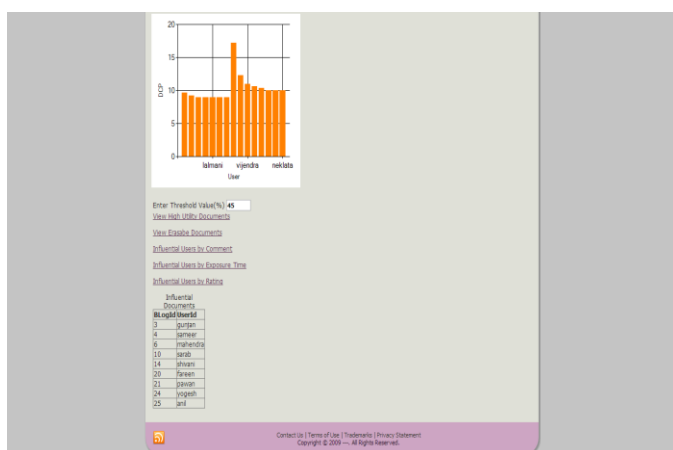 20
15
10
5
0
DCP
lalmani vijendra neklata
User
Enter Threshold Value(%) 45
View High Utility Documents
View Erasabe Documents
Influential Users by Comment
Influential Users by Exposure Time
Influential Users by Rating
Influential
Documents
BLogId UserId
3 gunjan
4 sameer
6 mahendra
10 sarab
14 shivani
20 fareen
21 pawan
24 yogesh
25 anil
Contact Us | Terms of Use | Trademarks | Privacy Statement
Copyright © 2009 ---. All Rights Reserved.